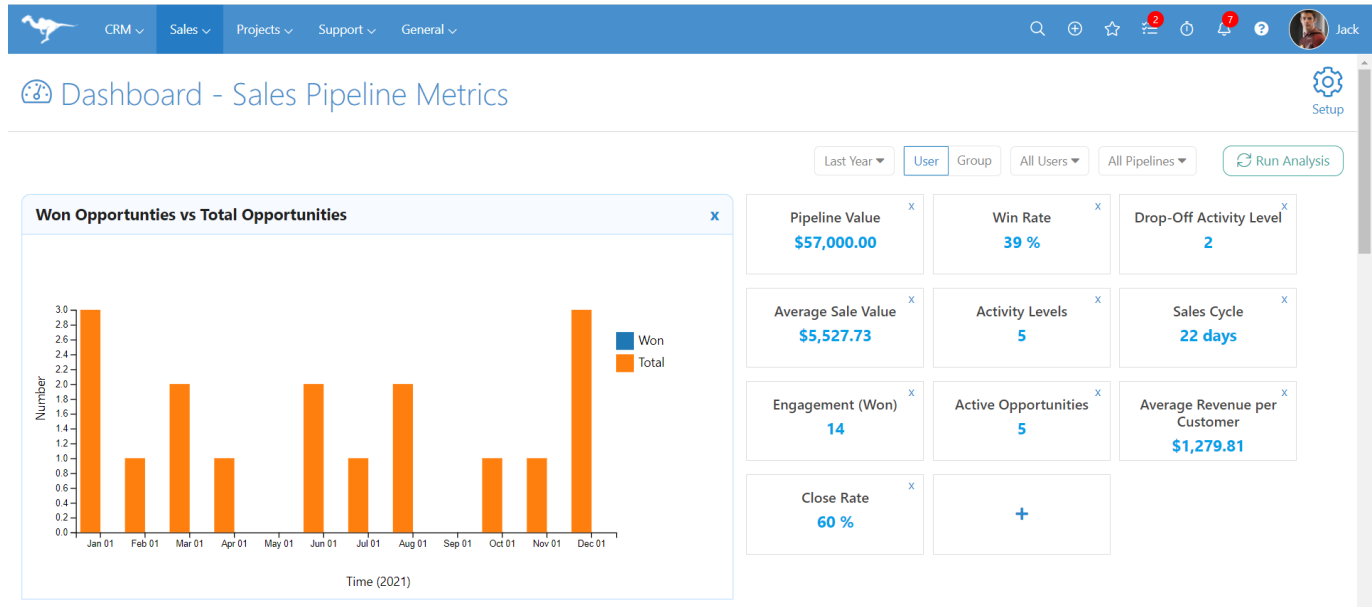 CRM Sales Projects Support General 2 7 ? Jack
Dashboard - Sales Pipeline Metrics
Setup
Last Year User Group All Users All Pipelines Run Analysis
Won Opportunties vs Total Opportunities x
Number
3.0
2.8
2.6
2.4
2.2
2.0
1.8
1.6
1.4
1.2
1.0
0.8
0.6
0.4
0.2
0.0
Jan 01 Feb 01 Mar 01 Apr 01 May 01 Jun 01 Jul 01 Aug 01 Sep 01 Oct 01 Nov 01 Dec 01
Time (2021)
Won
Total
x
Pipeline Value
$57,000.00
x
Win Rate
39 %
x
Drop-Off Activity Level
2
x
Average Sale Value
$5,527.73
x
Activity Levels
5
x
Sales Cycle
22 days
x
Engagement (Won)
14
x
Active Opportunities
5
x
Average Revenue per
Customer
$1,279.81
x
Close Rate
60 %
+